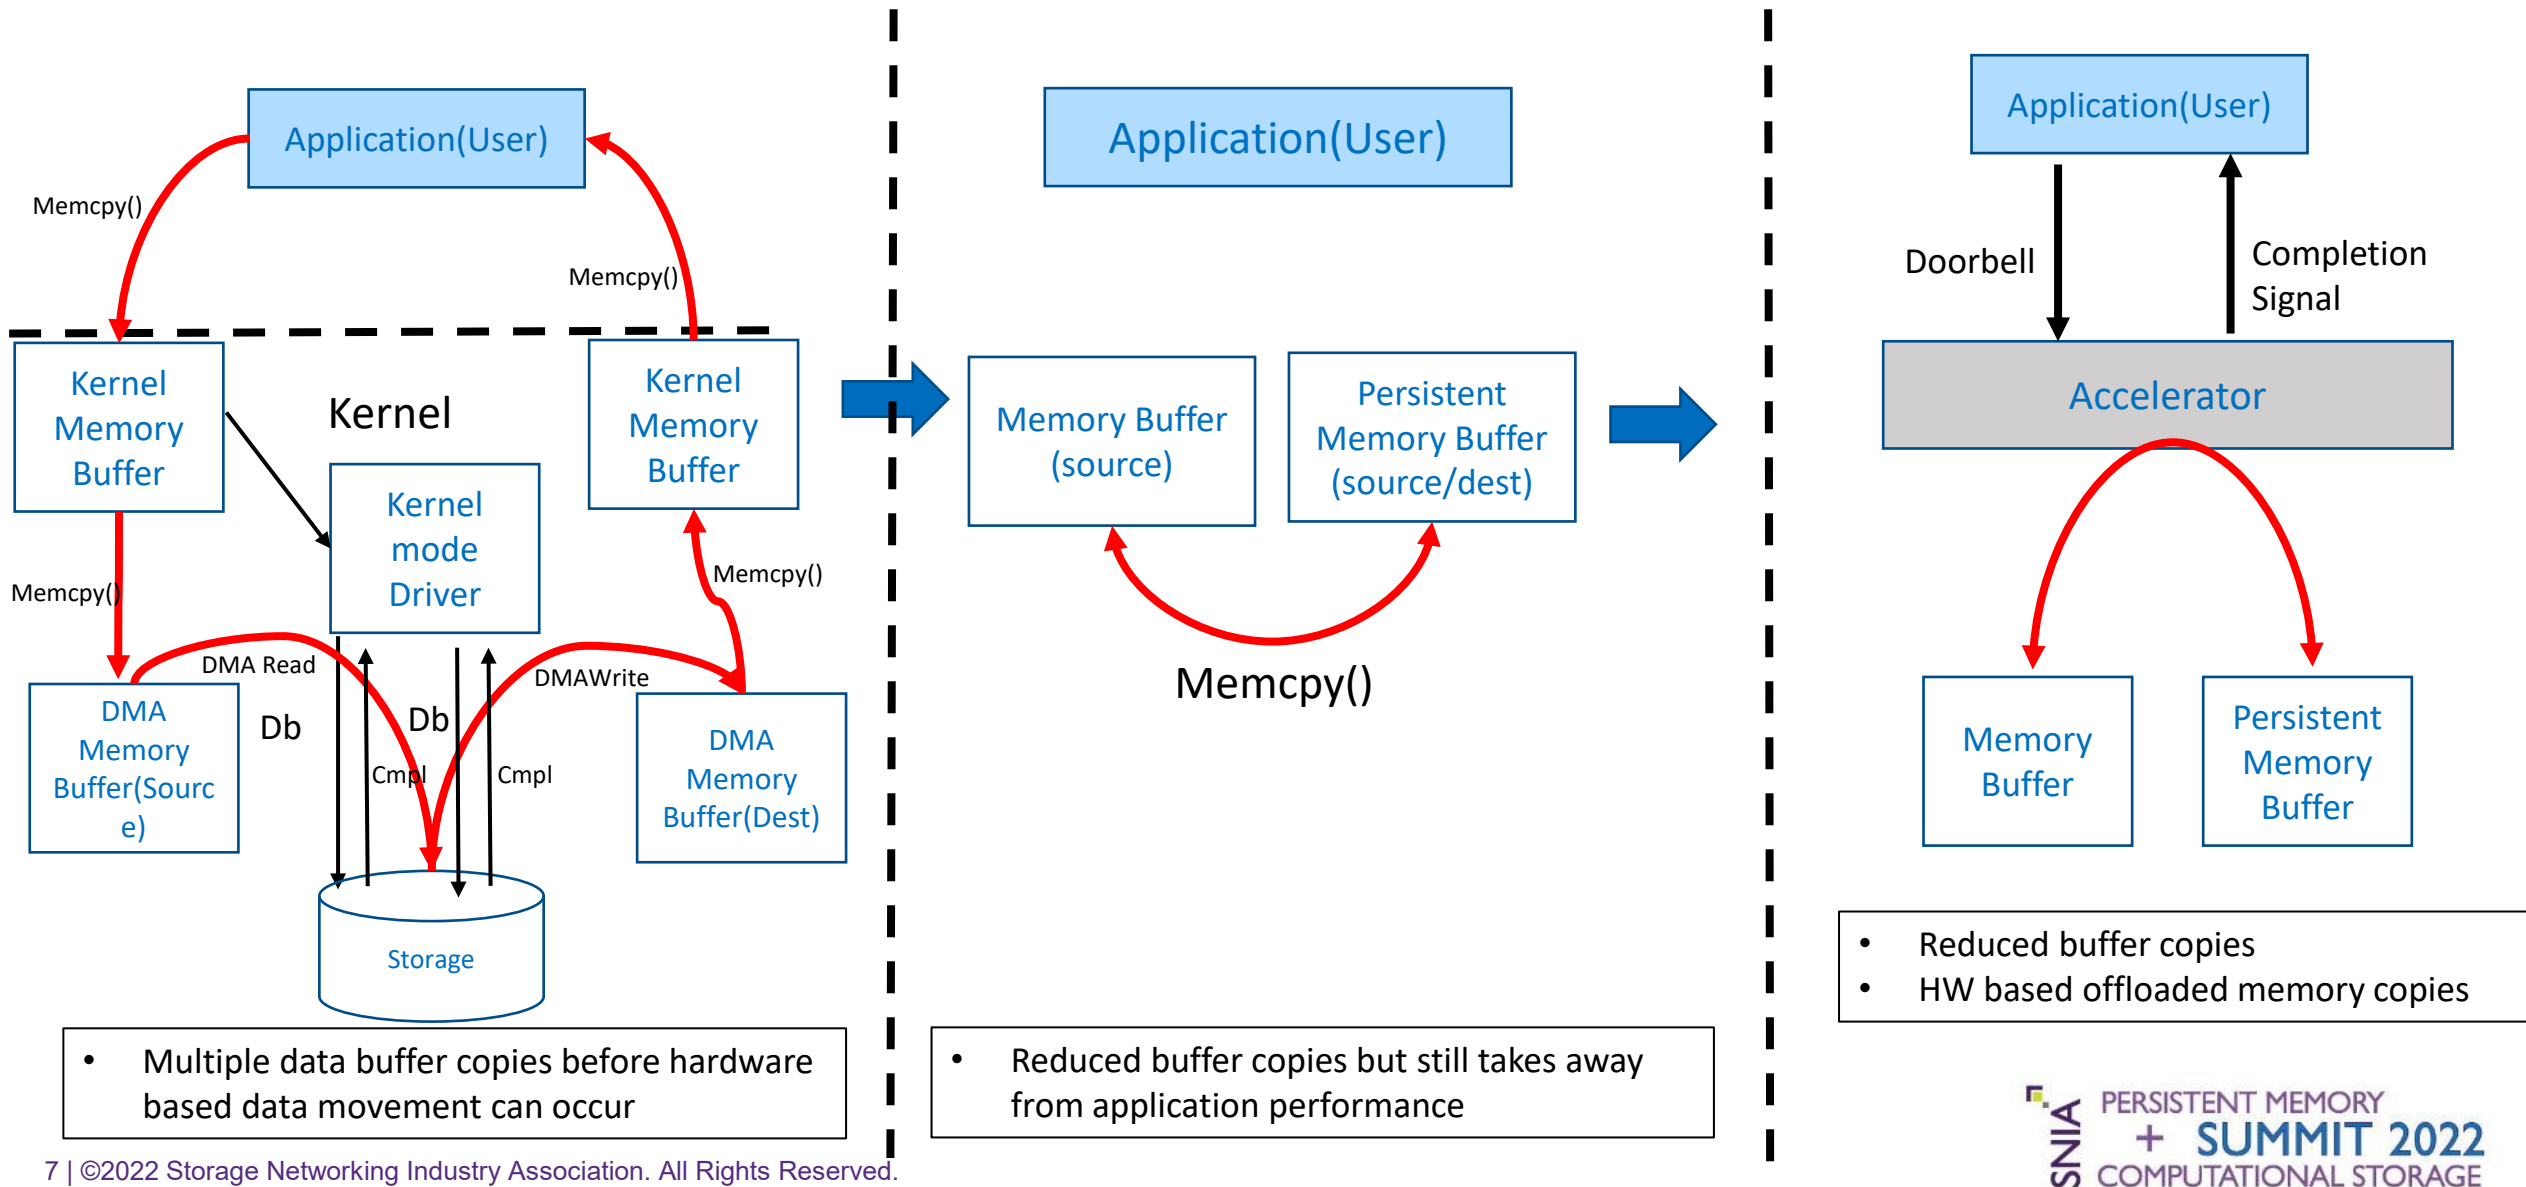 Application(User)
Memcpy()
Memcpy()
Kernel
Memory
Buffer
Kernel
Kernel
Memory
Buffer
Kernel
mode
Driver
Memcpy()
Memcpy()
DMA Read
DMAWrite
DMA
Memory
Buffer(Sourc
e)
Db
Db
Cmpl
Cmpl
DMA
Memory
Buffer(Dest)
Storage
• Multiple data buffer copies before hardware
based data movement can occur
Application(User)
Memory Buffer
(source)
Persistent
Memory Buffer
(source/dest)
Memcpy()
• Reduced buffer copies but still takes away
from application performance
Application(User)
Doorbell
Completion
Signal
Accelerator
Memory
Buffer
Persistent
Memory
Buffer
• Reduced buffer copies
• HW based offloaded memory copies
7 | ©2022 Storage Networking Industry Association. All Rights Reserved.
SNIA
PERSISTENT MEMORY
+ SUMMIT 2022
COMPUTATIONAL STORAGE